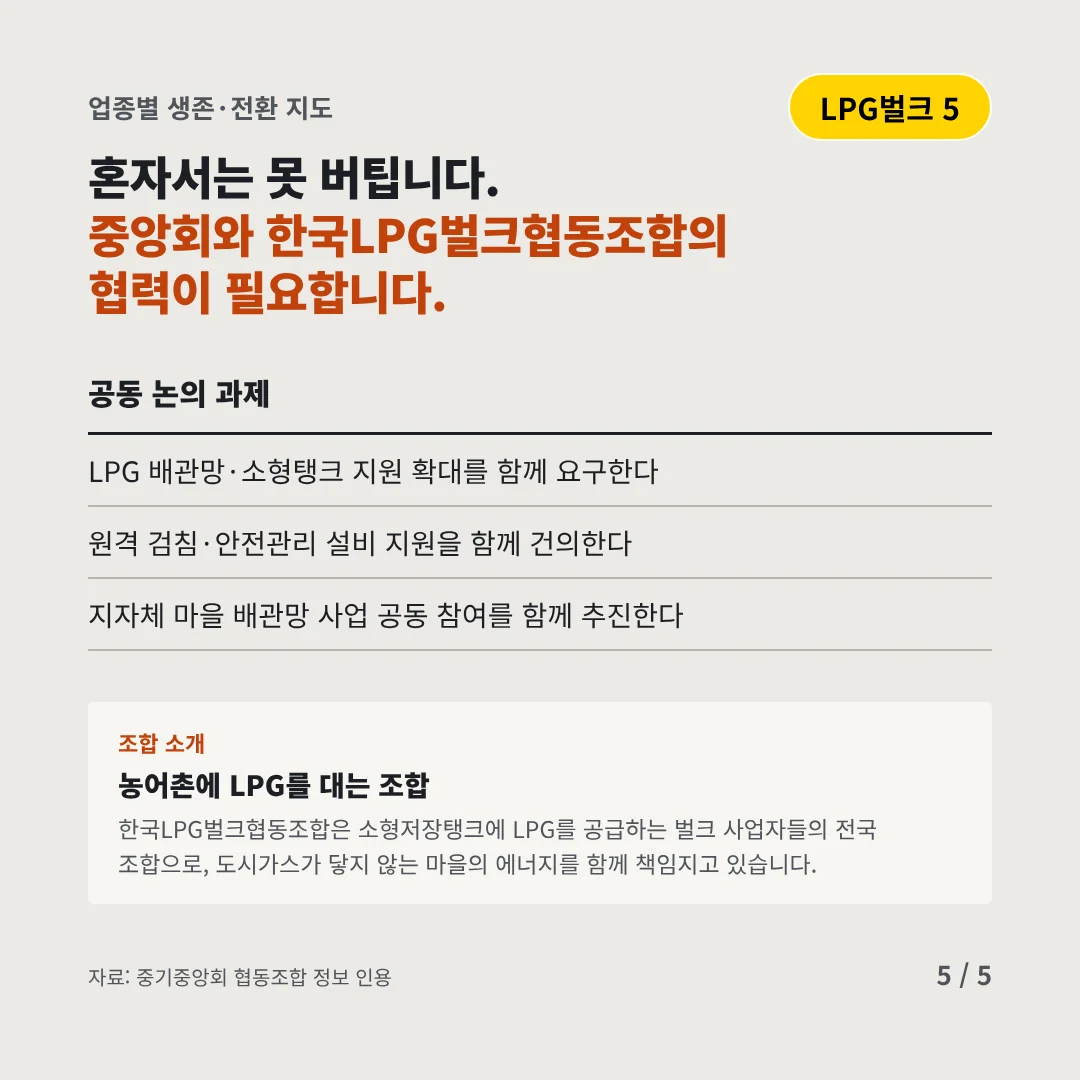 업종별 생존·전환 지도
LPG벌크 5
혼자서는 못 버팁니다.
중앙회와 한국LPG벌크협동조합의
협력이 필요합니다.
공동 논의 과제
LPG 배관망·소형탱크 지원 확대를 함께 요구한다
원격 검침·안전관리 설비 지원을 함께 건의한다
지자체 마을 배관망 사업 공동 참여를 함께 추진한다
조합 소개
농어촌에 LPG를 대는 조합
한국LPG벌크협동조합은 소형저장탱크에 LPG를 공급하는 벌크 사업자들의 전국
조합으로, 도시가스가 닿지 않는 마을의 에너지를 함께 책임지고 있습니다.
자료: 중기중앙회 협동조합 정보 인용
5 / 5